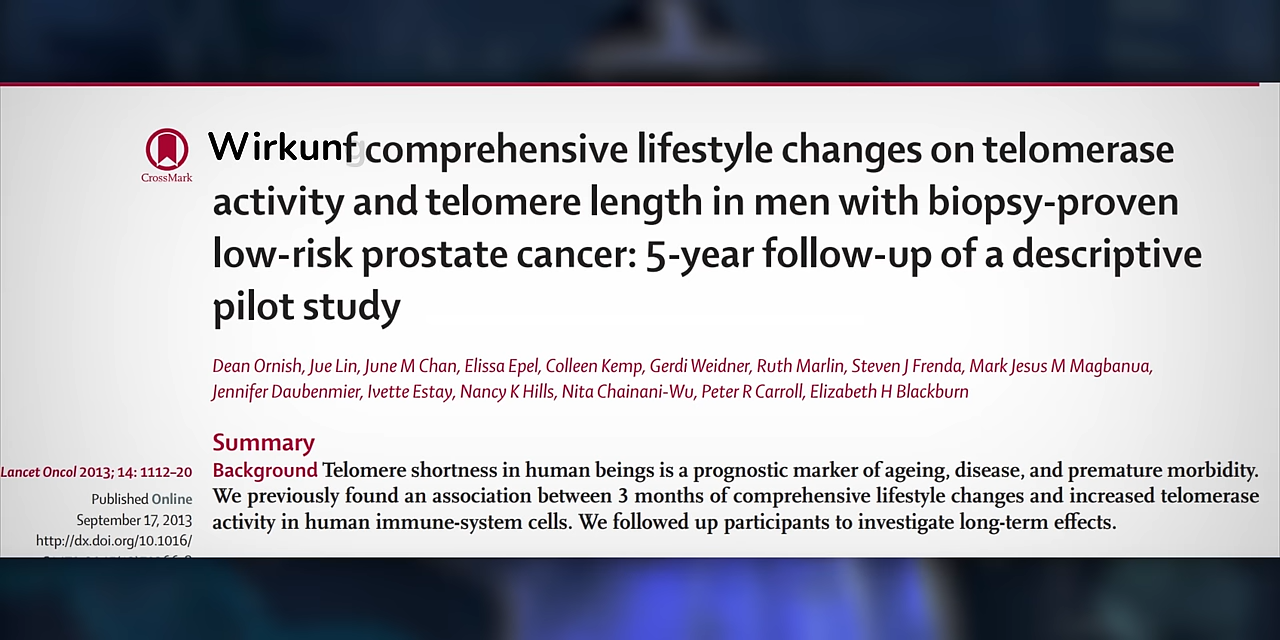 Wirkunf comprehensive lifestyle changes on telomerase
activity and telomere length in men with biopsy-proven
low-risk prostate cancer: 5-year follow-up of a descriptive
pilot study
CrossMark
Dean Ornish, Jue Lin, June M Chan, Elissa Epel, Colleen Kemp, Gerdi Weidner, Ruth Marlin, Steven J Frenda, Mark Jesus M Magbanua,
Jennifer Daubenmier, Ivette Estay, Nancy K Hills, Nita Chainani-Wu, Peter R Carroll, Elizabeth H Blackburn
Summary
Background Telomere shortness in human beings is a prognostic marker of ageing, disease, and premature morbidity.
We previously found an association between 3 months of comprehensive lifestyle changes and increased telomerase
activity in human immune-system cells. We followed up participants to investigate long-term effects.
Lancet Oncol 2013; 14: 1112–20
Published Online
September 17, 2013
http://dx.doi.org/10.1016/